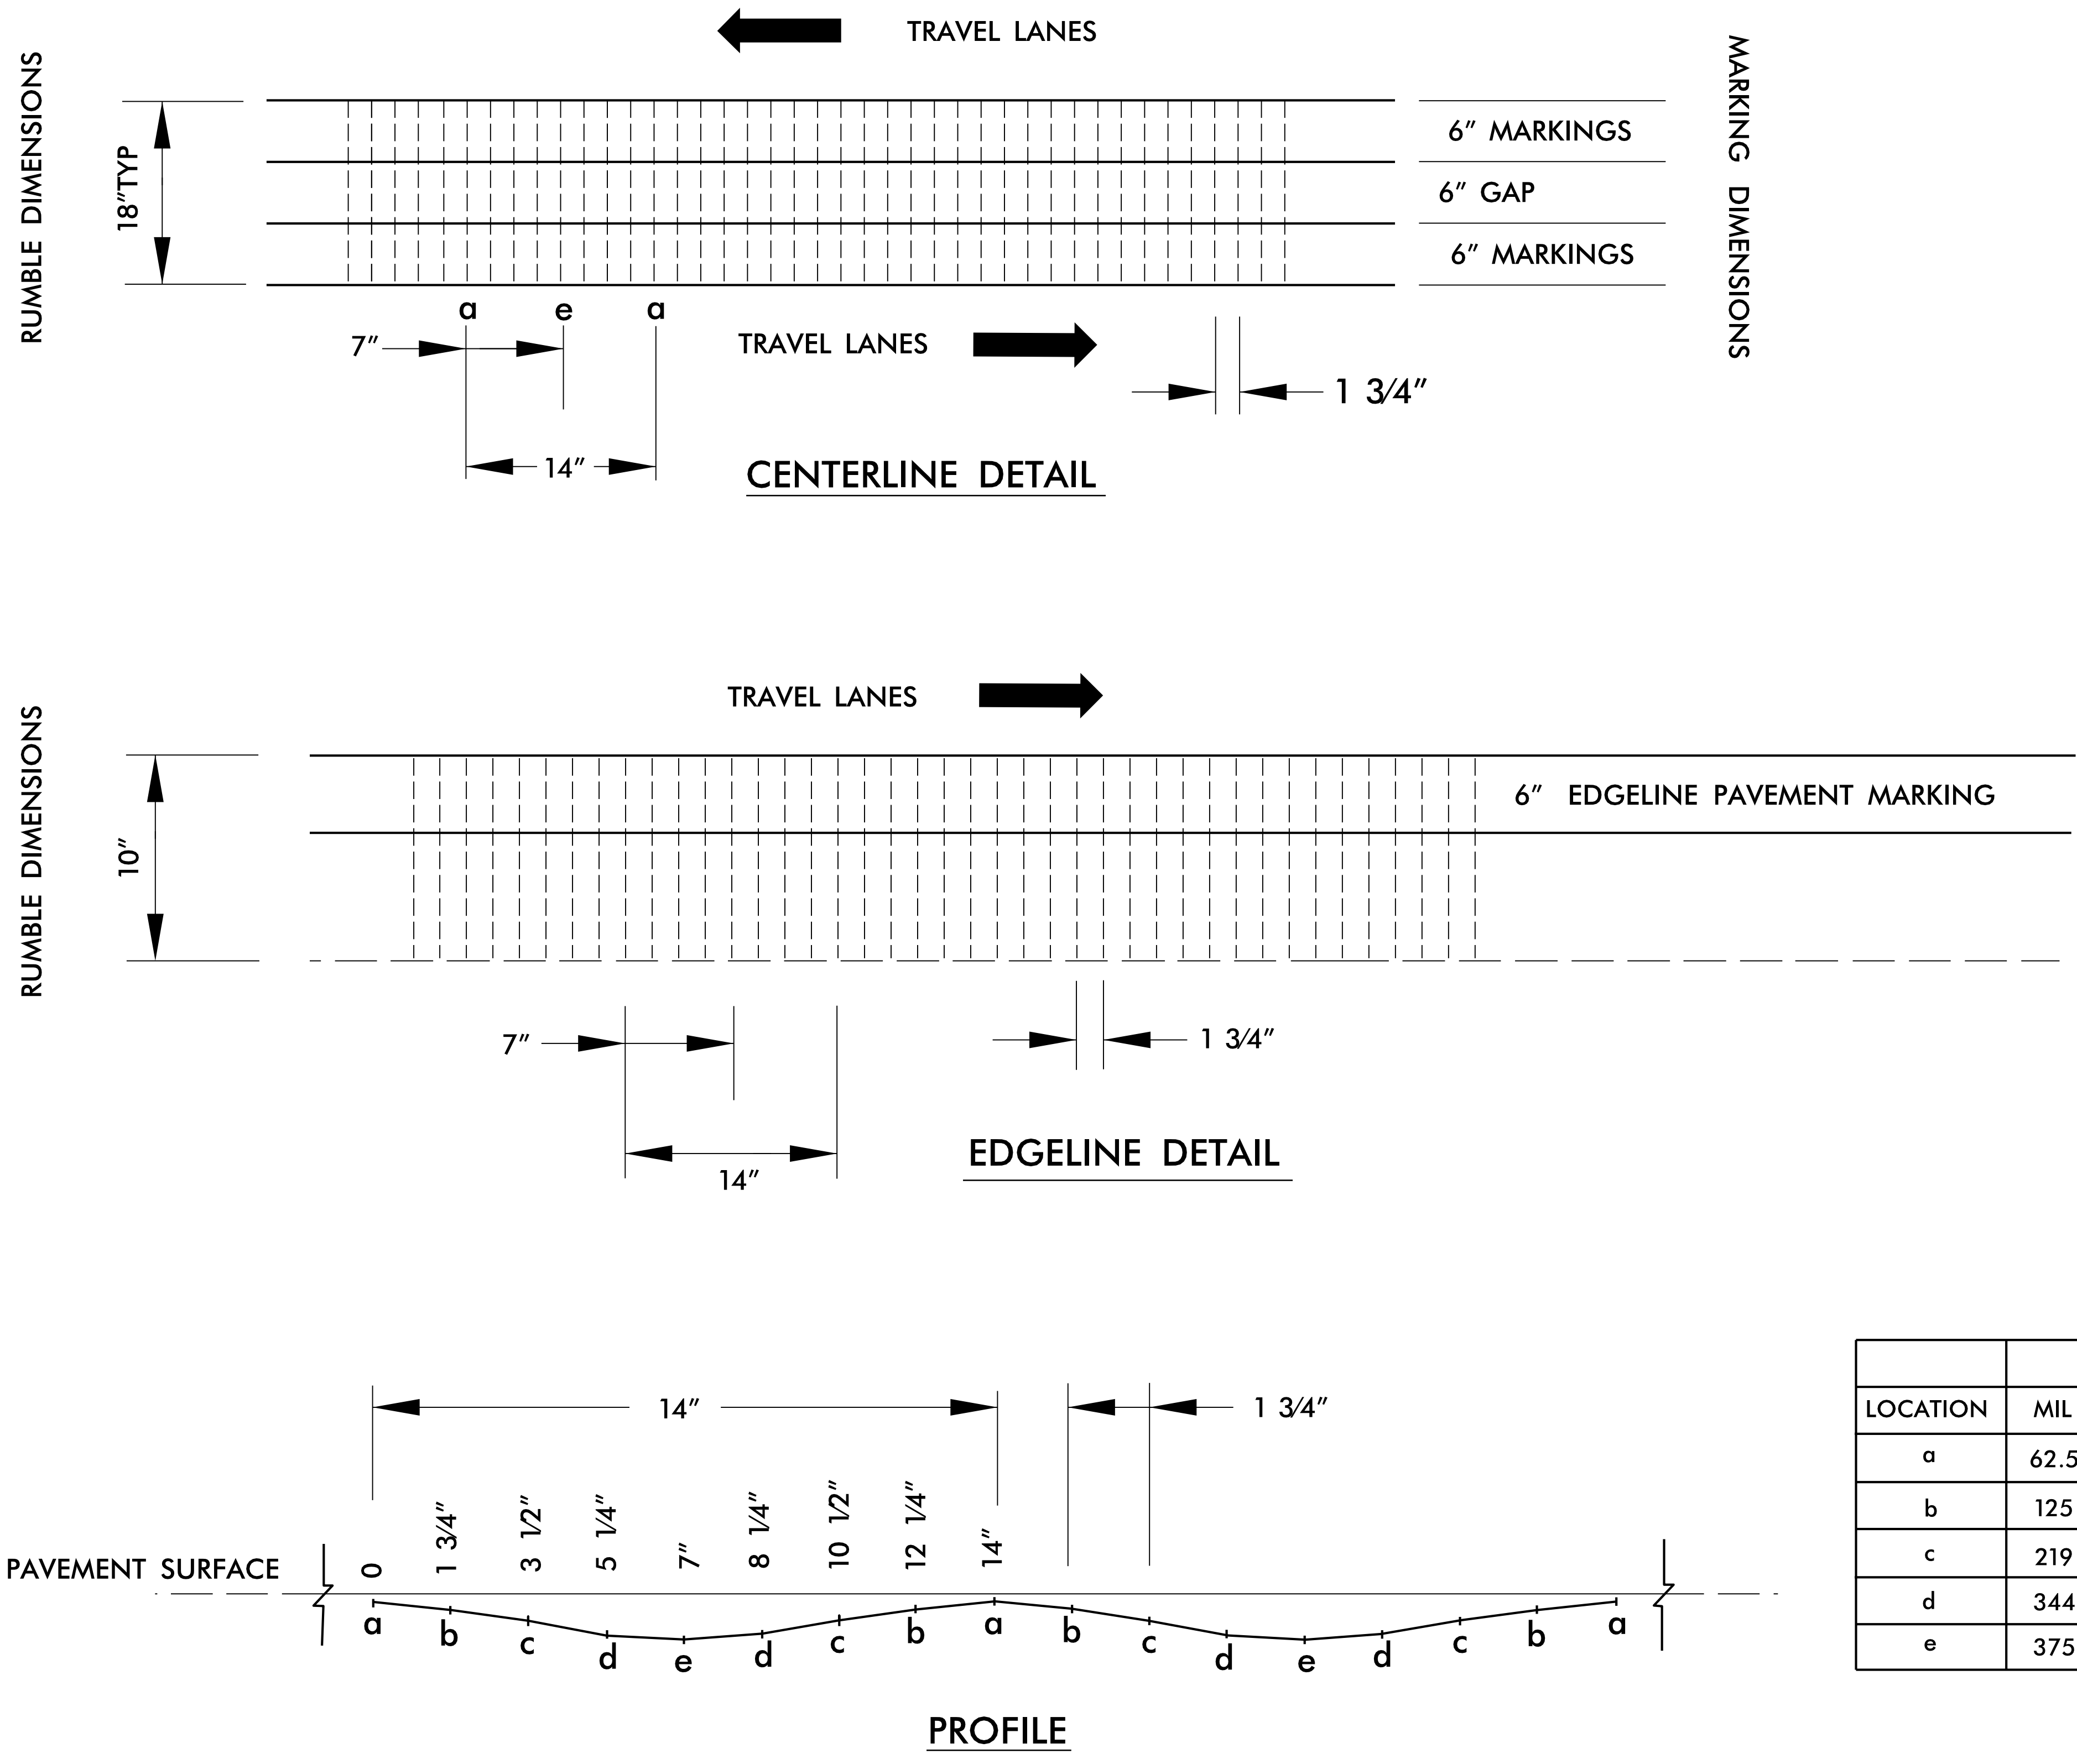 TRAVEL LANES
RUMBLE DIMENSIONS
18"TYP
6" MARKINGS
6" GAP
6" MARKINGS
MARKING DIMENSIONS
a e a
7"
TRAVEL LANES
1 3/4"
14"
CENTERLINE DETAIL
TRAVEL LANES
RUMBLE DIMENSIONS
10"
6" EDGELINE PAVEMENT MARKING
7"
1 3/4"
14"
EDGELINE DETAIL
14"
1 3/4"
0 1 3/4" 3 1/2" 5 1/4" 7" 8 1/4" 10 1/2" 12 1/4" 14"
PAVEMENT SURFACE
a b c d e d c b a b c d e d c b a
PROFILE
LOCATION MIL
a 62.5
b 125
c 219
d 344
e 375